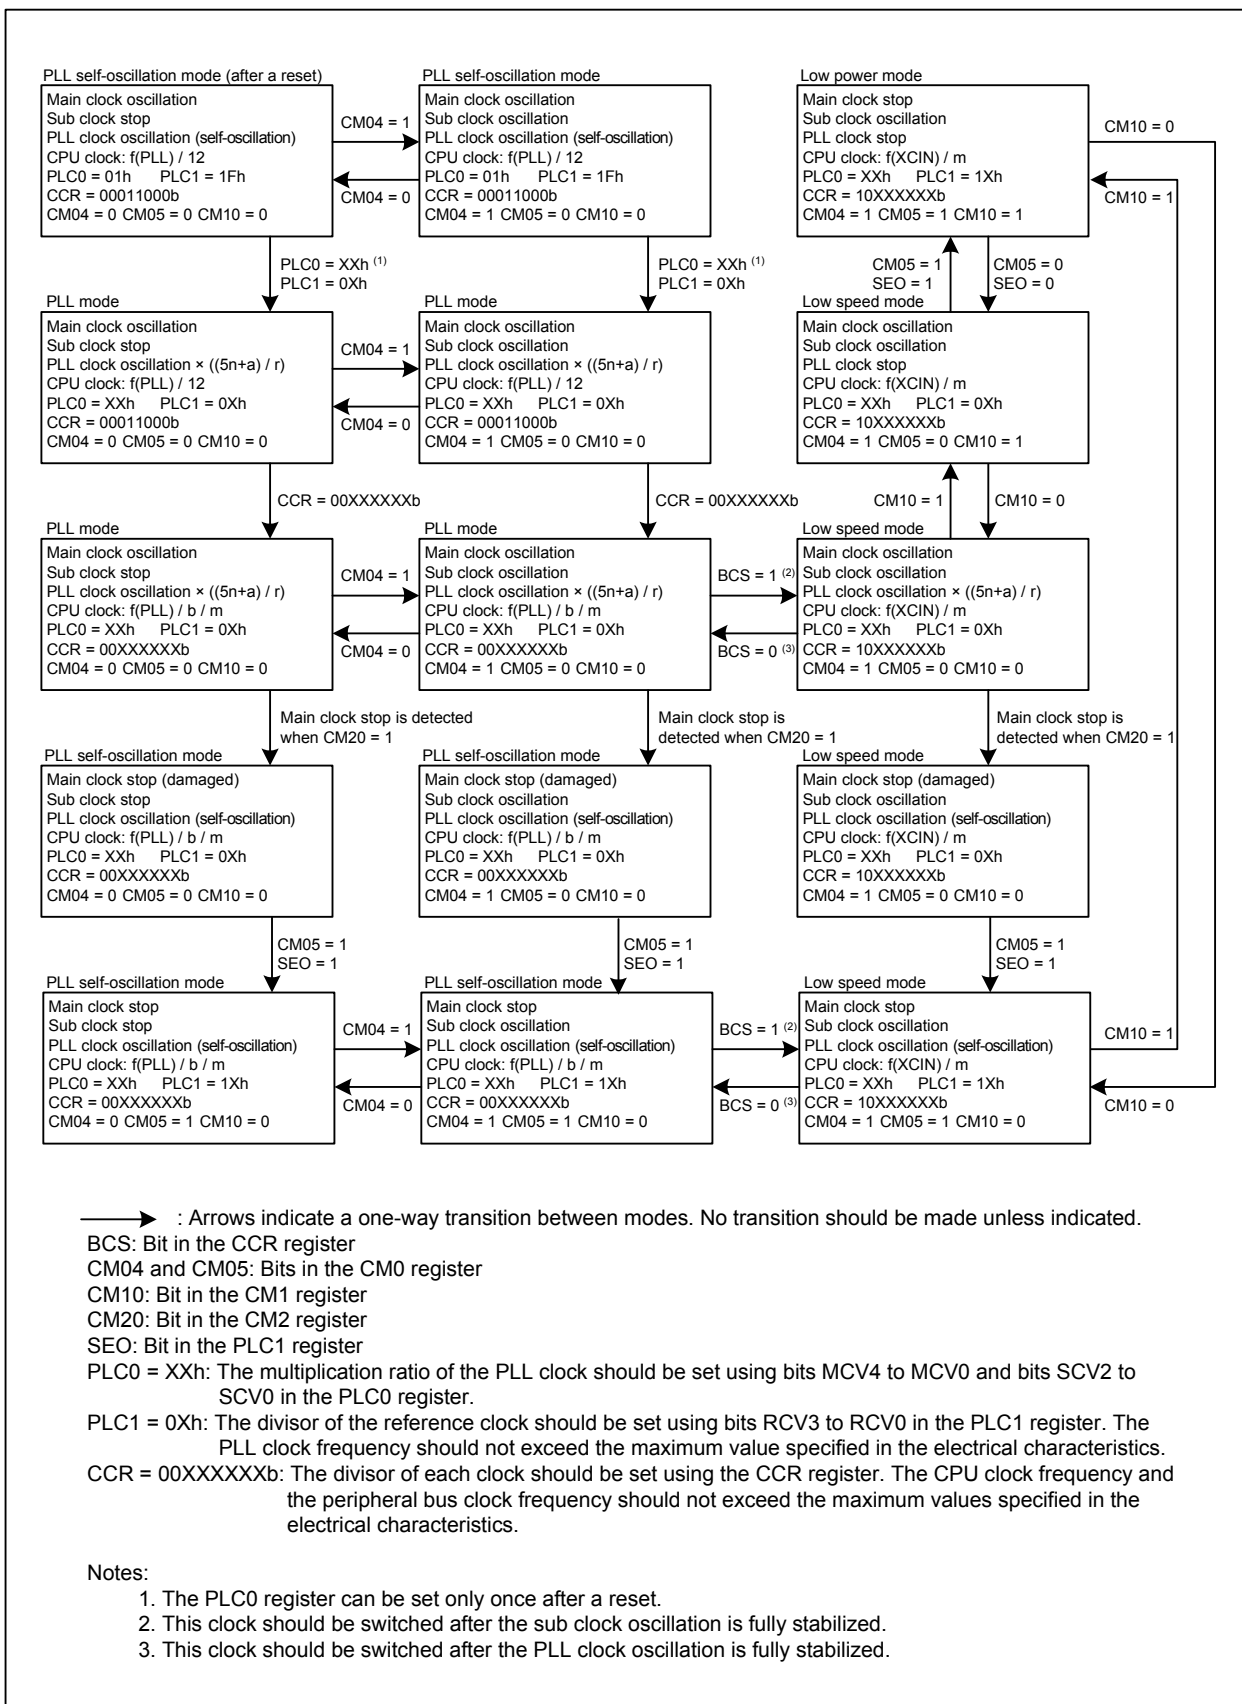 PLL self-oscillation mode (after a reset)
Main clock oscillation
Sub clock stop
PLL clock oscillation (self-oscillation)
CPU clock: f(PLL) / 12
PLC0 = 01h PLC1 = 1Fh
CCR = 00011000b
CM04 = 0 CM05 = 0 CM10 = 0
CM04 = 1
CM04 = 0
PLL self-oscillation mode
Main clock oscillation
Sub clock oscillation
PLL clock oscillation (self-oscillation)
CPU clock: f(PLL) / 12
PLC0 = 01h PLC1 = 1Fh
CCR = 00011000b
CM04 = 1 CM05 = 0 CM10 = 0
Low power mode
Main clock stop
Sub clock oscillation
PLL clock stop
CPU clock: f(XCIN) / m
PLC0 = XXh PLC1 = 1Xh
CCR = 10XXXXXXb
CM04 = 1 CM05 = 1 CM10 = 1
CM10 = 0
CM10 = 1
PLC0 = XXh (1)
PLC1 = 0Xh
PLC0 = XXh (1)
PLC1 = 0Xh
CM05 = 1
SEO = 1
CM05 = 0
SEO = 0
PLL mode
Main clock oscillation
Sub clock stop
PLL clock oscillation × ((5n+a) / r)
CPU clock: f(PLL) / 12
PLC0 = XXh PLC1 = 0Xh
CCR = 00011000b
CM04 = 0 CM05 = 0 CM10 = 0
CM04 = 1
CM04 = 0
PLL mode
Main clock oscillation
Sub clock oscillation
PLL clock oscillation × ((5n+a) / r)
CPU clock: f(PLL) / 12
PLC0 = XXh PLC1 = 0Xh
CCR = 00011000b
CM04 = 1 CM05 = 0 CM10 = 0
Low speed mode
Main clock oscillation
Sub clock oscillation
PLL clock stop
CPU clock: f(XCIN) / m
PLC0 = XXh PLC1 = 0Xh
CCR = 10XXXXXXb
CM04 = 1 CM05 = 0 CM10 = 1
CCR = 00XXXXXXb
CCR = 00XXXXXXb
CM10 = 1
CM10 = 0
PLL mode
Main clock oscillation
Sub clock stop
PLL clock oscillation × ((5n+a) / r)
CPU clock: f(PLL) / b / m
PLC0 = XXh PLC1 = 0Xh
CCR = 00XXXXXXb
CM04 = 0 CM05 = 0 CM10 = 0
CM04 = 1
CM04 = 0
PLL mode
Main clock oscillation
Sub clock oscillation
PLL clock oscillation × ((5n+a) / r)
CPU clock: f(PLL) / b / m
PLC0 = XXh PLC1 = 0Xh
CCR = 00XXXXXXb
CM04 = 1 CM05 = 0 CM10 = 0
BCS = 1 (2)
BCS = 0 (3)
Low speed mode
Main clock oscillation
Sub clock oscillation
PLL clock oscillation × ((5n+a) / r)
CPU clock: f(XCIN) / m
PLC0 = XXh PLC1 = 0Xh
CCR = 10XXXXXXb
CM04 = 1 CM05 = 0 CM10 = 0
Main clock stop is detected
when CM20 = 1
Main clock stop is
detected when CM20 = 1
Main clock stop is
detected when CM20 = 1
PLL self-oscillation mode
Main clock stop (damaged)
Sub clock stop
PLL clock oscillation (self-oscillation)
CPU clock: f(PLL) / b / m
PLC0 = XXh PLC1 = 0Xh
CCR = 00XXXXXXb
CM04 = 0 CM05 = 0 CM10 = 0
PLL self-oscillation mode
Main clock stop (damaged)
Sub clock oscillation
PLL clock oscillation (self-oscillation)
CPU clock: f(PLL) / b / m
PLC0 = XXh PLC1 = 0Xh
CCR = 00XXXXXXb
CM04 = 1 CM05 = 0 CM10 = 0
Low speed mode
Main clock stop (damaged)
Sub clock oscillation
PLL clock oscillation (self-oscillation)
CPU clock: f(XCIN) / m
PLC0 = XXh PLC1 = 0Xh
CCR = 10XXXXXXb
CM04 = 1 CM05 = 0 CM10 = 0
CM05 = 1
SEO = 1
CM05 = 1
SEO = 1
CM05 = 1
SEO = 1
PLL self-oscillation mode
Main clock stop
Sub clock stop
PLL clock oscillation (self-oscillation)
CPU clock: f(PLL) / b / m
PLC0 = XXh PLC1 = 1Xh
CCR = 00XXXXXXb
CM04 = 0 CM05 = 1 CM10 = 0
CM04 = 1
CM04 = 0
PLL self-oscillation mode
Main clock stop
Sub clock oscillation
PLL clock oscillation (self-oscillation)
CPU clock: f(PLL) / b / m
PLC0 = XXh PLC1 = 1Xh
CCR = 00XXXXXXb
CM04 = 1 CM05 = 1 CM10 = 0
BCS = 1 (2)
BCS = 0 (3)
Low speed mode
Main clock stop
Sub clock oscillation
PLL clock oscillation (self-oscillation)
CPU clock: f(XCIN) / m
PLC0 = XXh PLC1 = 1Xh
CCR = 10XXXXXXb
CM04 = 1 CM05 = 1 CM10 = 0
CM10 = 1
CM10 = 0
: Arrows indicate a one-way transition between modes. No transition should be made unless indicated.
BCS: Bit in the CCR register
CM04 and CM05: Bits in the CM0 register
CM10: Bit in the CM1 register
CM20: Bit in the CM2 register
SEO: Bit in the PLC1 register
PLC0 = XXh: The multiplication ratio of the PLL clock should be set using bits MCV4 to MCV0 and bits SCV2 to
SCV0 in the PLC0 register.
PLC1 = 0Xh: The divisor of the reference clock should be set using bits RCV3 to RCV0 in the PLC1 register. The
PLL clock frequency should not exceed the maximum value specified in the electrical characteristics.
CCR = 00XXXXXXb: The divisor of each clock should be set using the CCR register. The CPU clock frequency and
the peripheral bus clock frequency should not exceed the maximum values specified in the
electrical characteristics.
Notes:
1. The PLC0 register can be set only once after a reset.
2. This clock should be switched after the sub clock oscillation is fully stabilized.
3. This clock should be switched after the PLL clock oscillation is fully stabilized.